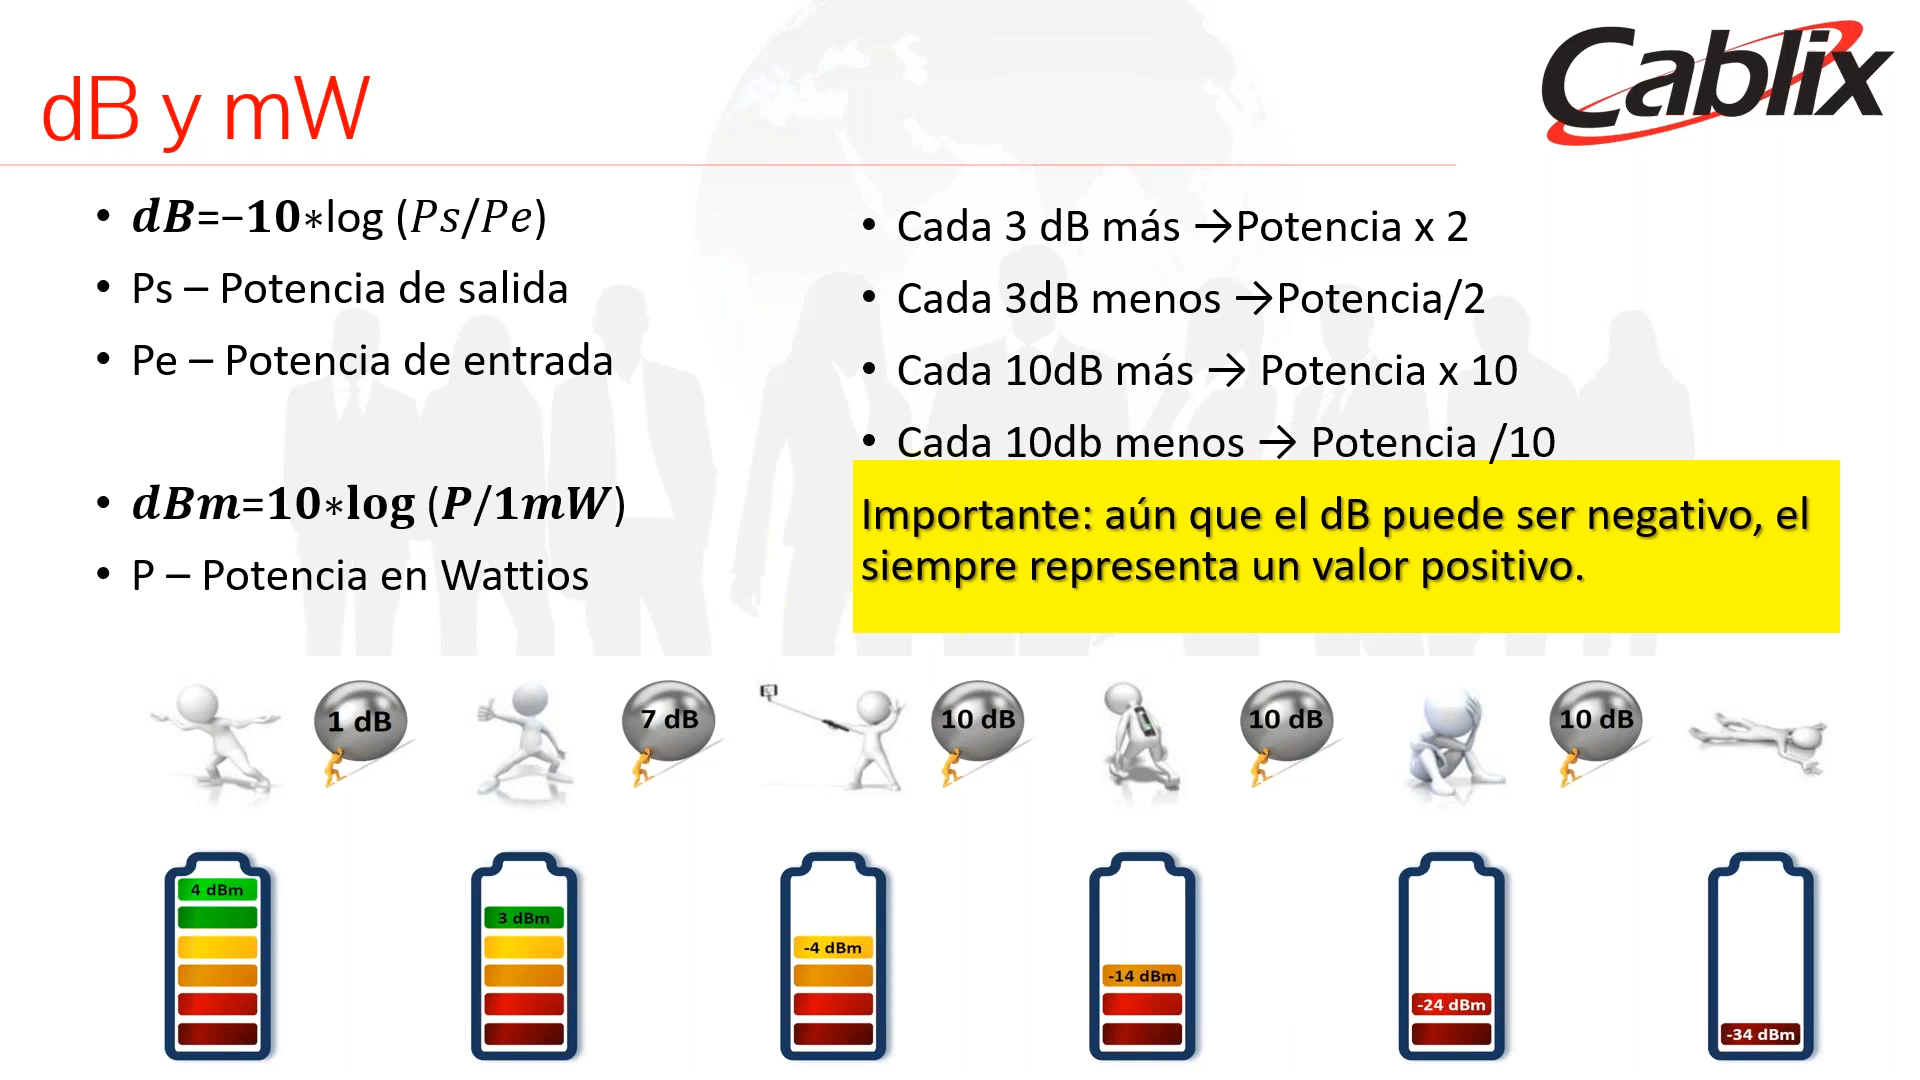 Cablix
dB y mW
• dB=−10∗log (Ps/Pe)
• Ps – Potencia de salida
• Pe – Potencia de entrada
• dBm=10∗log (P/1mW)
• P – Potencia en Wattios
• Cada 3 dB más →Potencia x 2
• Cada 3dB menos →Potencia/2
• Cada 10dB más → Potencia x 10
• Cada 10db menos → Potencia /10
Importante: aún que el dB puede ser negativo, el
siempre representa un valor positivo.
1 dB
7 dB
10 dB
10 dB
10 dB
4 dBm
3 dBm
-4 dBm
-14 dBm
-24 dBm
-34 dBm